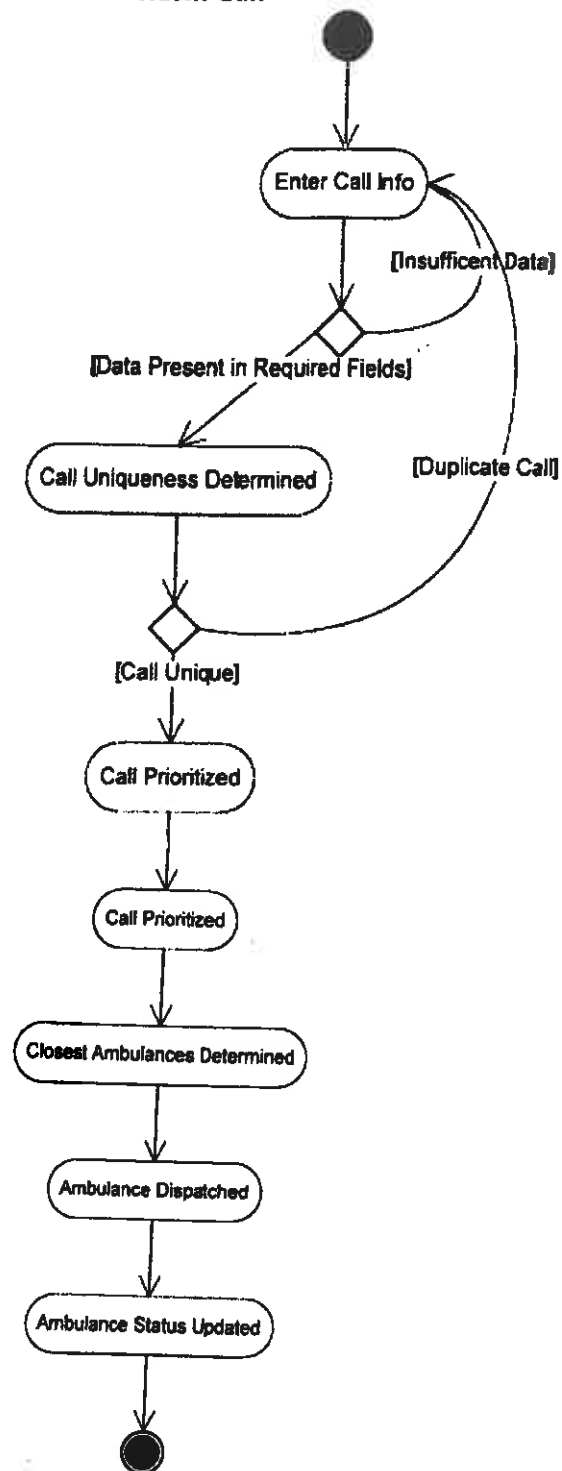 Enter Call Info
[Insufficent Data]
[Data Present in Required Fields]
Call Uniqueness Determined
[Duplicate Call]
[Call Unique]
Call Prioritized
Call Prioritized
Closest Ambulances Determined
Ambulance Dispatched
Ambulance Status Updated